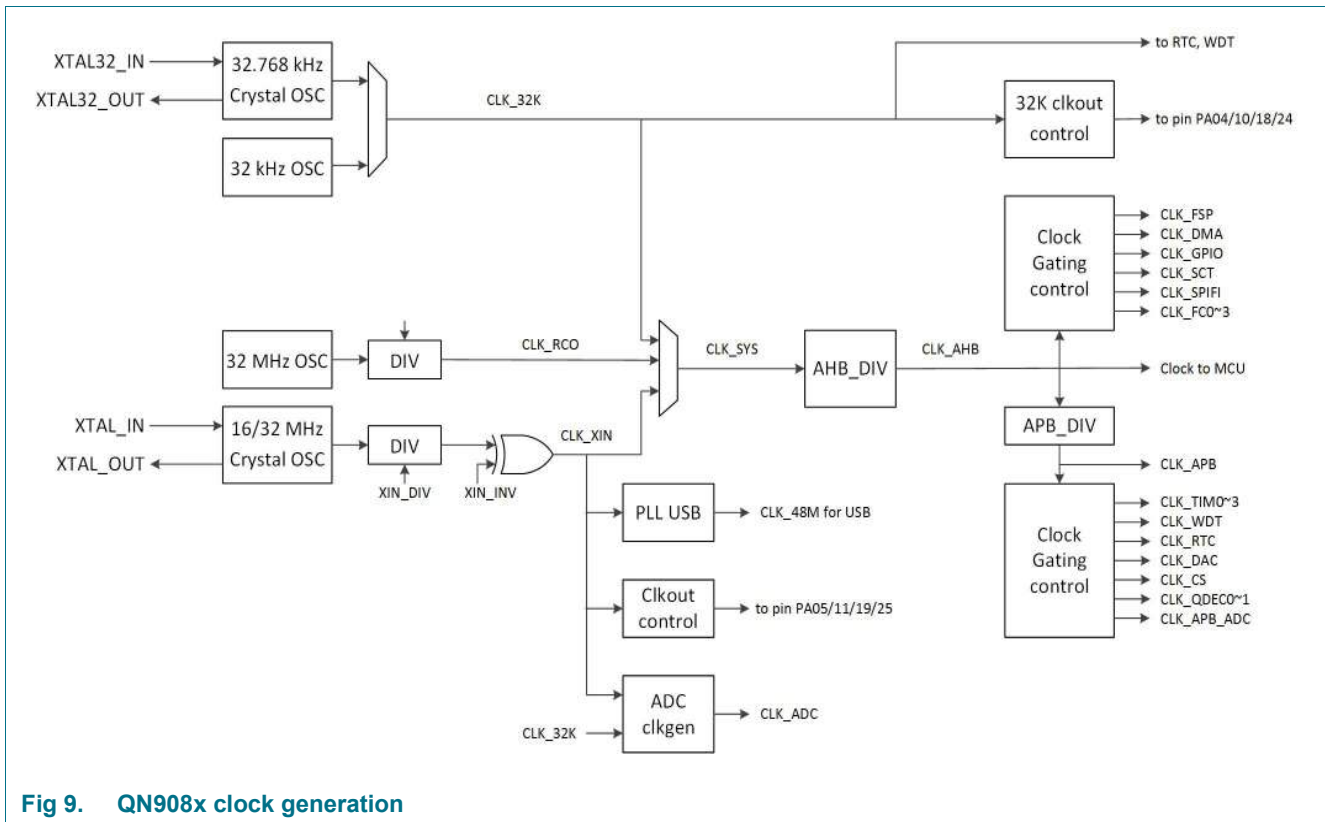 XTAL32_IN
XTAL32_OUT
32.768 kHz
Crystal OSC
32 kHz OSC
CLK_32K
to RTC, WDT
32K clkout
control
to pin PA04/10/18/24
Clock
Gating
control
CLK_FSP
CLK_DMA
CLK_GPIO
CLK_SCT
CLK_SPIFI
CLK_FC0~3
32 MHz OSC
DIV
CLK_RCO
CLK_SYS
AHB_DIV
CLK_AHB
Clock to MCU
XTAL_IN
XTAL_OUT
16/32 MHz
Crystal OSC
DIV
XIN_DIV
XIN_INV
CLK_XIN
APB_DIV
CLK_APB
PLL USB
CLK_48M for USB
Clkout
control
to pin PA05/11/19/25
ADC
clkgen
CLK_32K
CLK_ADC
Clock
Gating
control
CLK_TIM0~3
CLK_WDT
CLK_RTC
CLK_DAC
CLK_CS
CLK_QDEC0~1
CLK_APB_ADC
Fig 9. QN908x clock generation